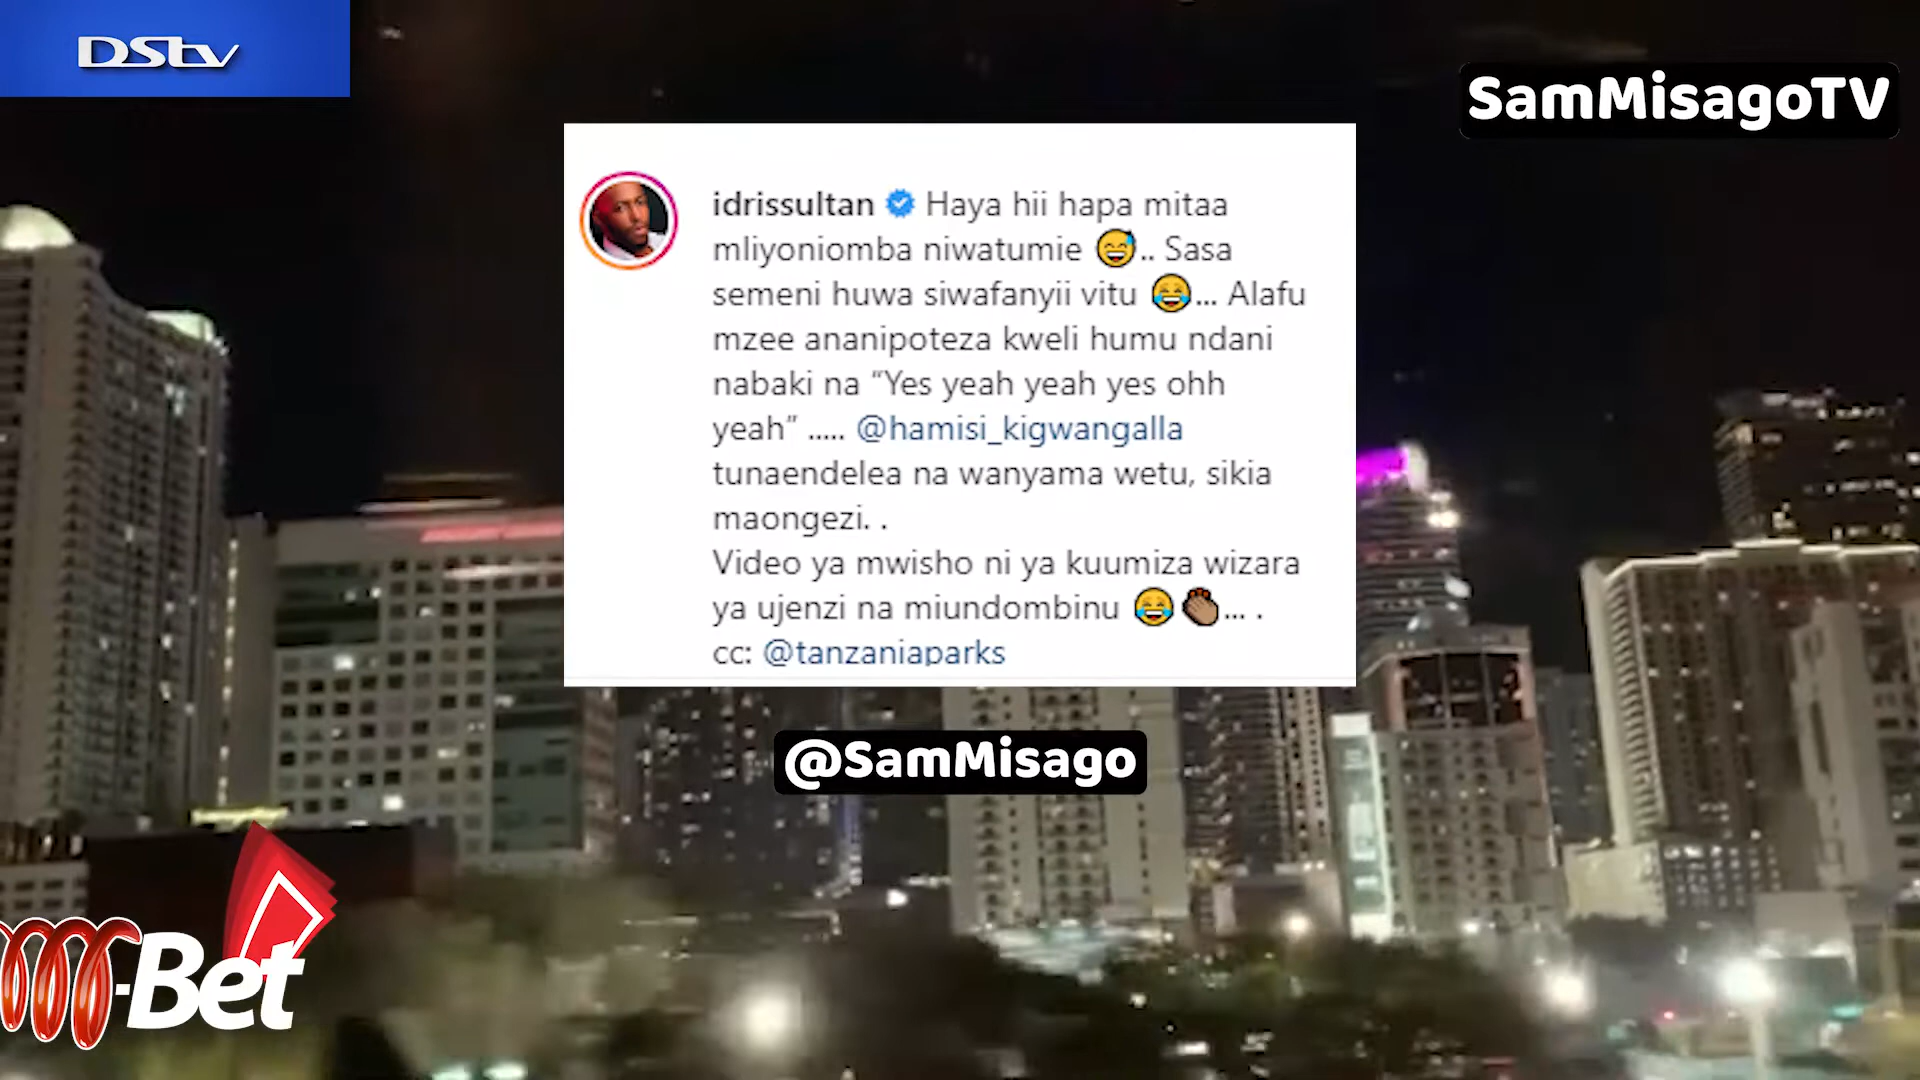 DStv
SamMisagoTV
idrissultan Haya hii hapa mitaa
mliyoniomba niwatumie 😅.. Sasa
semeni huwa siwafanyii vitu 😂... Alafu
mzee ananipoteza kweli humu ndani
nabaki na “Yes yeah yeah yes ohh
yeah” ..... @hamisi_kigwangalla
tunaendelea na wanyama wetu, sikia
maongezi. .
Video ya mwisho ni ya kuumiza wizara
ya ujenzi na miundombinu 😂👏🏽... .
cc: @tanzaniaparks
@SamMisago
m-Bet